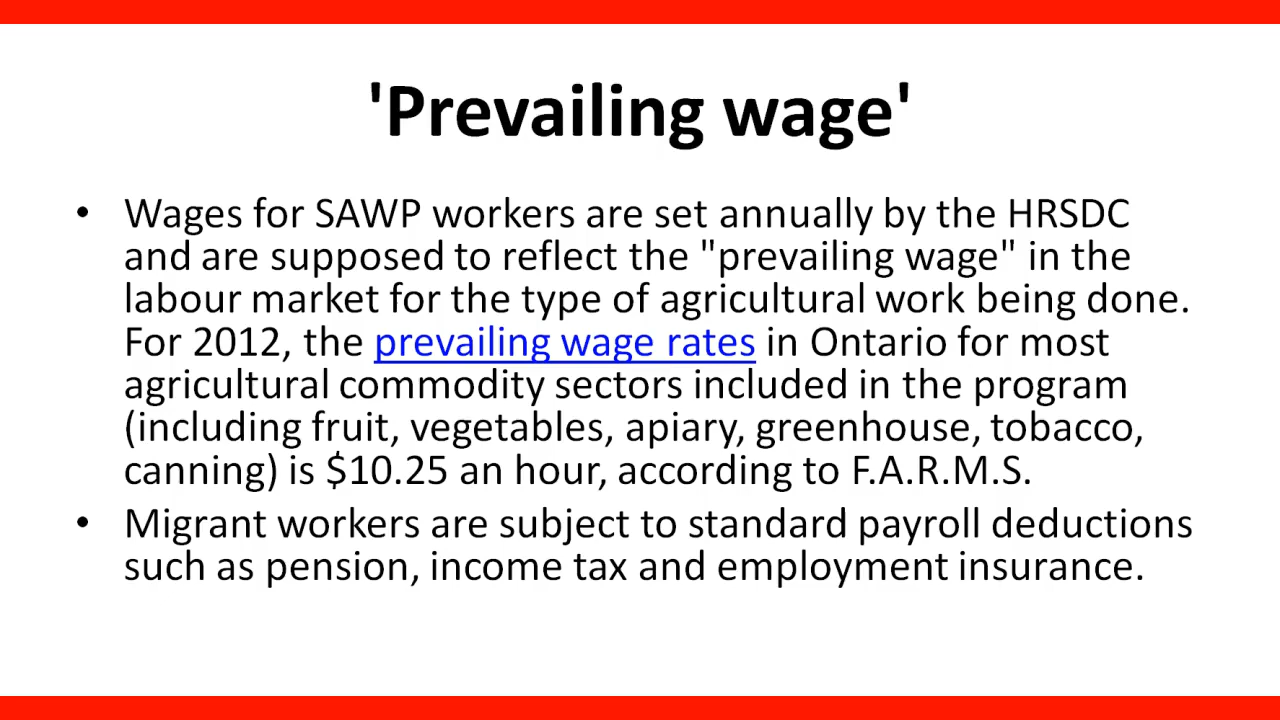 'Prevailing wage'
• Wages for SAWP workers are set annually by the HRSDC
and are supposed to reflect the "prevailing wage" in the
labour market for the type of agricultural work being done.
For 2012, the prevailing wage rates in Ontario for most
agricultural commodity sectors included in the program
(including fruit, vegetables, apiary, greenhouse, tobacco,
canning) is $10.25 an hour, according to F.A.R.M.S.
• Migrant workers are subject to standard payroll deductions
such as pension, income tax and employment insurance.